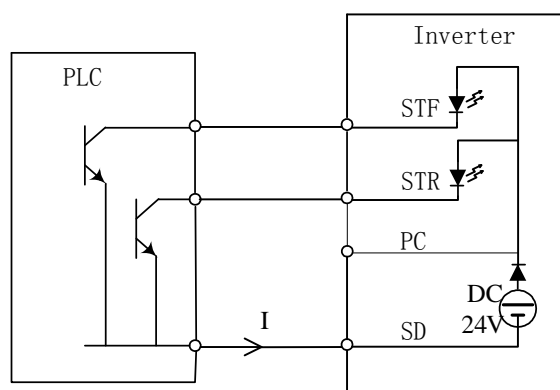 Inverter
PLC
STF
STR
PC
I
SD
DC
24V